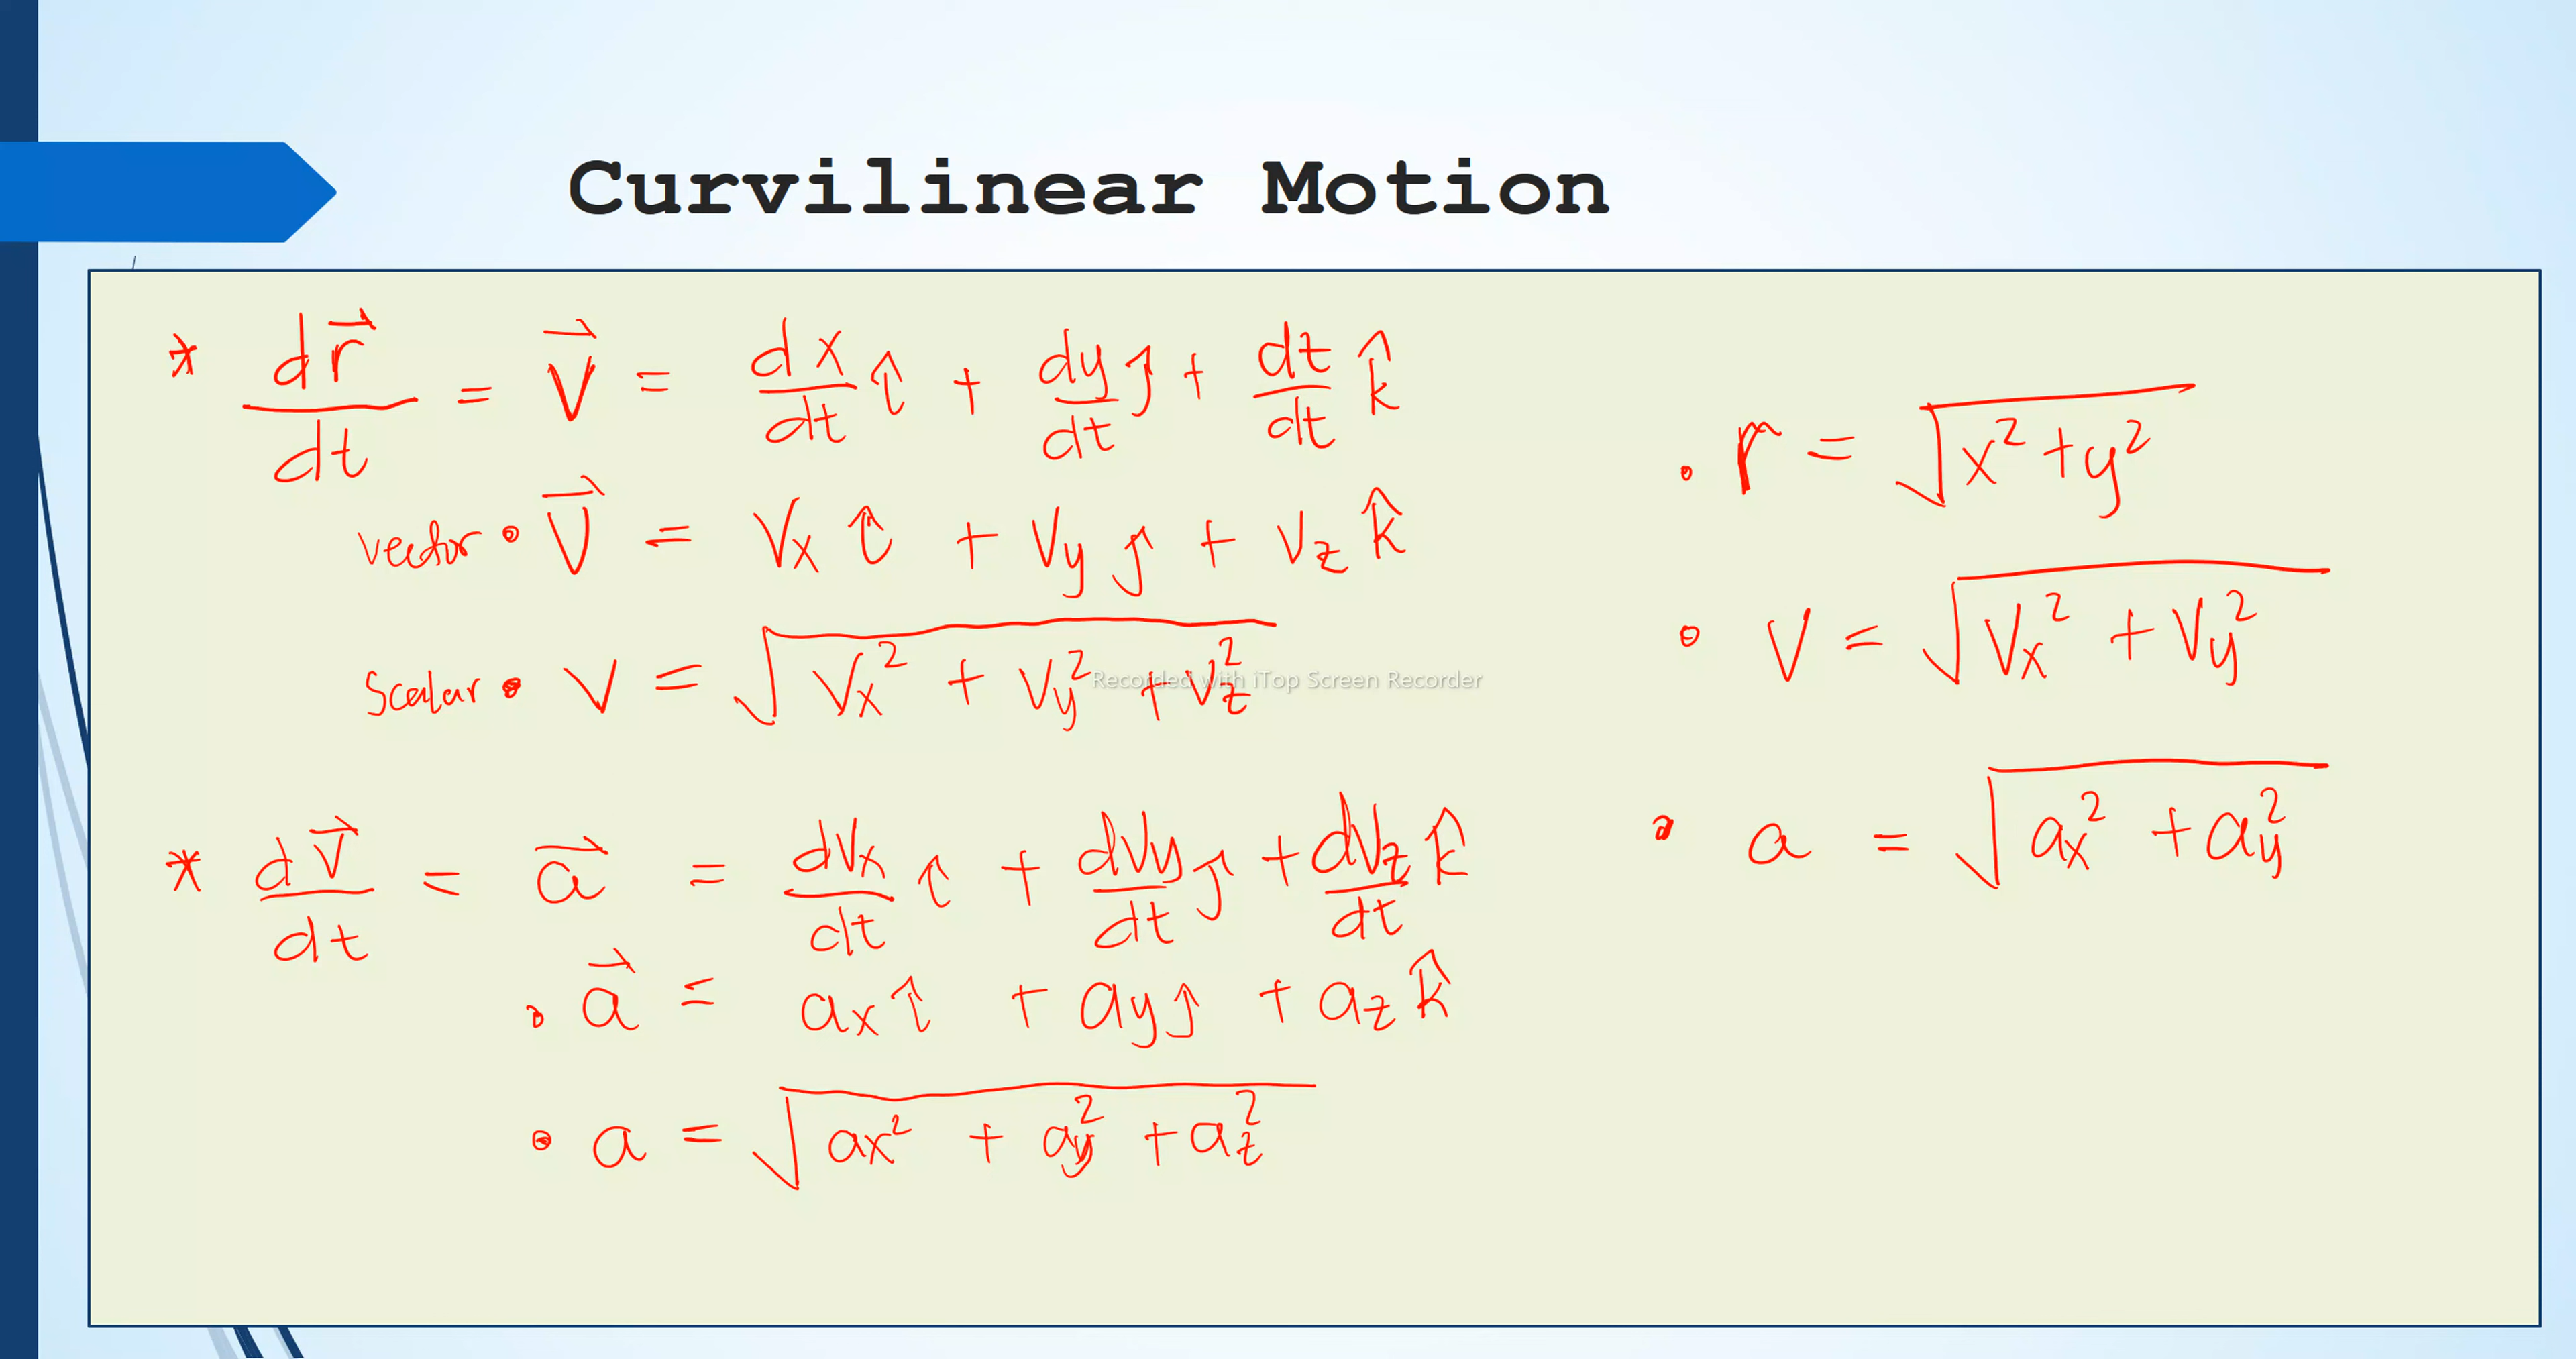 Curvilinear Motion
* dr⃗/dt = V⃗ = dx/dt î + dy/dt ĵ + dz/dt k̂
vector • V⃗ = Vx î + Vy ĵ + Vz k̂
Scalar • V = √(Vx² + Vy² + Vz²)
Recorded with iTop Screen Recorder
* dV⃗/dt = a⃗ = dVx/dt î + dVy/dt ĵ + dVz/dt k̂
• a⃗ = ax î + ay ĵ + az k̂
• a = √(ax² + ay² + az²)
• r = √(x² + y²)
• V = √(Vx² + Vy²)
• a = √(ax² + ay²)